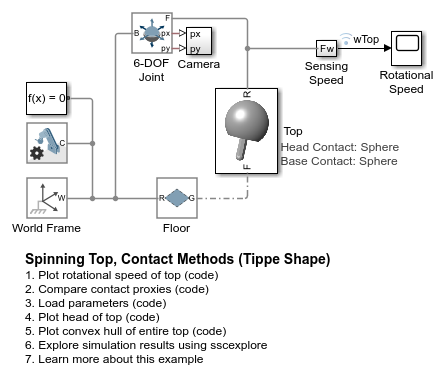 F
B
px
py
px
py
6-DOF
Joint
Camera
Fw
wTop
Sensing
Speed
Rotational
Speed
f(x) = 0
C
W
World Frame
R
G
Floor
R
F
Top
Head Contact: Sphere
Base Contact: Sphere
Spinning Top, Contact Methods (Tippe Shape)
1. Plot rotational speed of top (code)
2. Compare contact proxies (code)
3. Load parameters (code)
4. Plot head of top (code)
5. Plot convex hull of entire top (code)
6. Explore simulation results using sscexplore
7. Learn more about this example